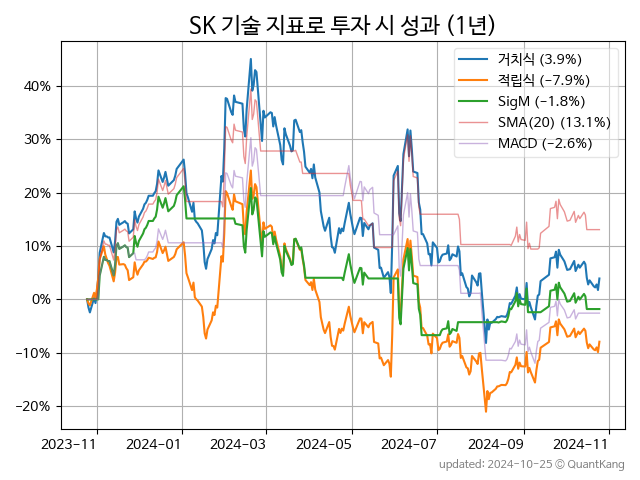 SK 기술 지표로 투자 시 성과 (1년)
거치식 (3.9%)
적립식 (−7.9%)
SigM (−1.8%)
SMA(20) (13.1%)
MACD (−2.6%)
40%
30%
20%
10%
0%
−10%
−20%
2023−11 2024−01 2024−03 2024−05 2024−07 2024−09 2024−11
updated: 2024-10-25 © QuantKang